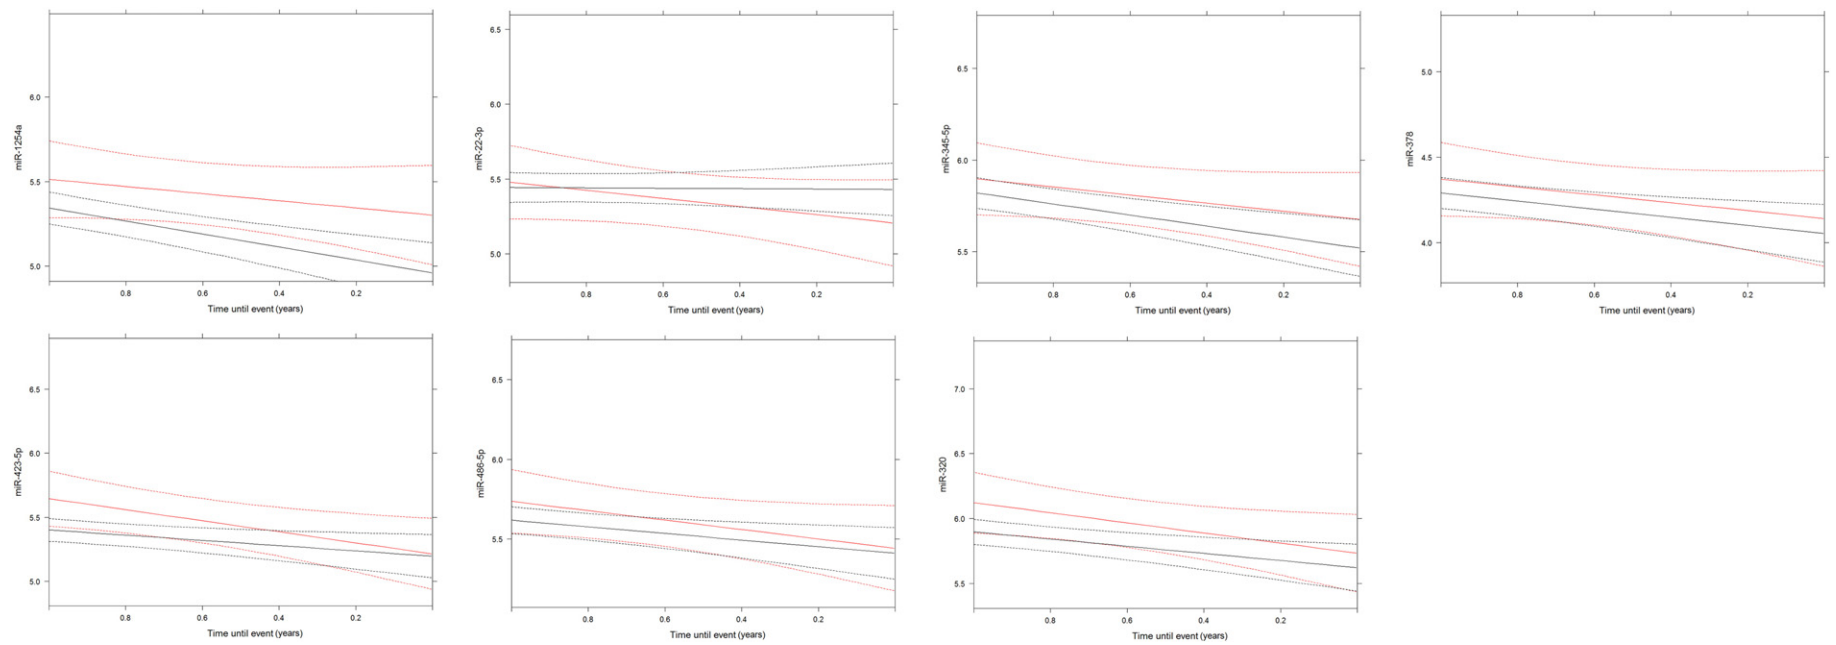 miR-1254a
6.0
5.5
5.0
0.8 0.6 0.4 0.2
Time until event (years)
miR-22-3p
6.5
6.0
5.5
5.0
0.8 0.6 0.4 0.2
Time until event (years)
miR-345-5p
6.5
6.0
5.5
0.8 0.6 0.4 0.2
Time until event (years)
miR-378
5.0
4.5
4.0
0.8 0.6 0.4 0.2
Time until event (years)
miR-423-5p
6.5
6.0
5.5
5.0
0.8 0.6 0.4 0.2
Time until event (years)
miR-486-5p
6.5
6.0
5.5
0.8 0.6 0.4 0.2
Time until event (years)
miR-320
7.0
6.5
6.0
5.5
0.8 0.6 0.4 0.2
Time until event (years)